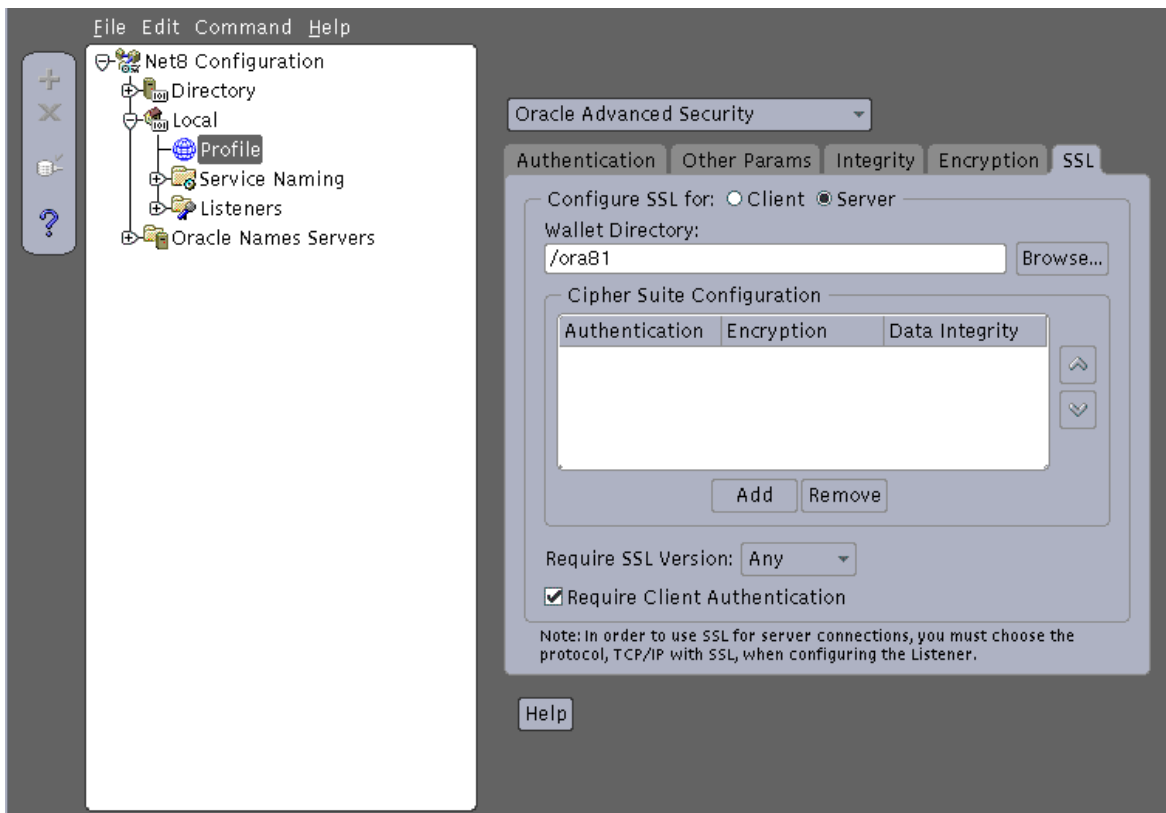 File Edit Command Help
Net8 Configuration
Directory
Local
Profile
Service Naming
Listeners
Oracle Names Servers
Oracle Advanced Security
Authentication Other Params Integrity Encryption SSL
Configure SSL for: Client Server
Wallet Directory:
/ora81 Browse...
Cipher Suite Configuration
Authentication Encryption Data Integrity
Add Remove
Require SSL Version: Any
Require Client Authentication
Note: In order to use SSL for server connections, you must choose the
protocol, TCP/IP with SSL, when configuring the Listener.
Help